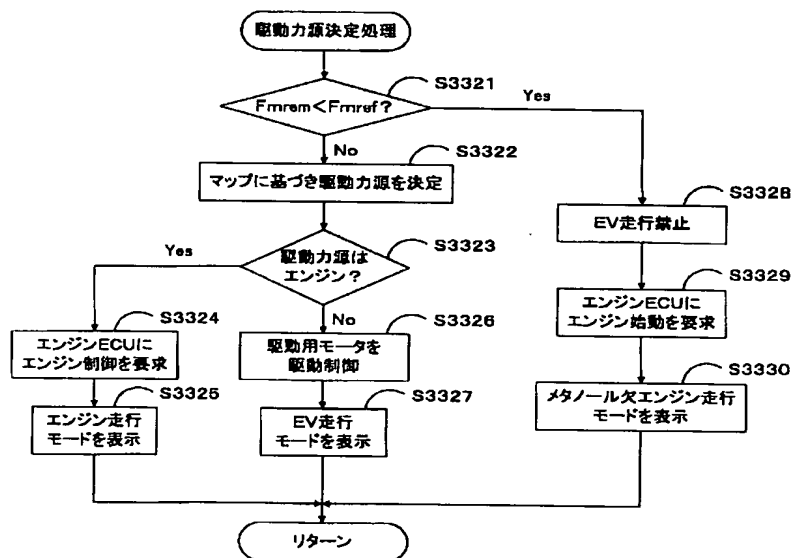 駆動力源決定処理
S3321
Fmrem<Fmref?
Yes
No
S3322
マップに基づき駆動力源を決定
S3328
EV走行禁止
S3323
駆動力源は
エンジン?
Yes
No
S3329
エンジンECUに
エンジン始動を要求
S3324
エンジンECUに
エンジン制御を要求
S3326
駆動用モータを
駆動制御
S3330
メタノール欠エンジン走行
モードを表示
S3325
エンジン走行
モードを表示
S3327
EV走行
モードを表示
リターン